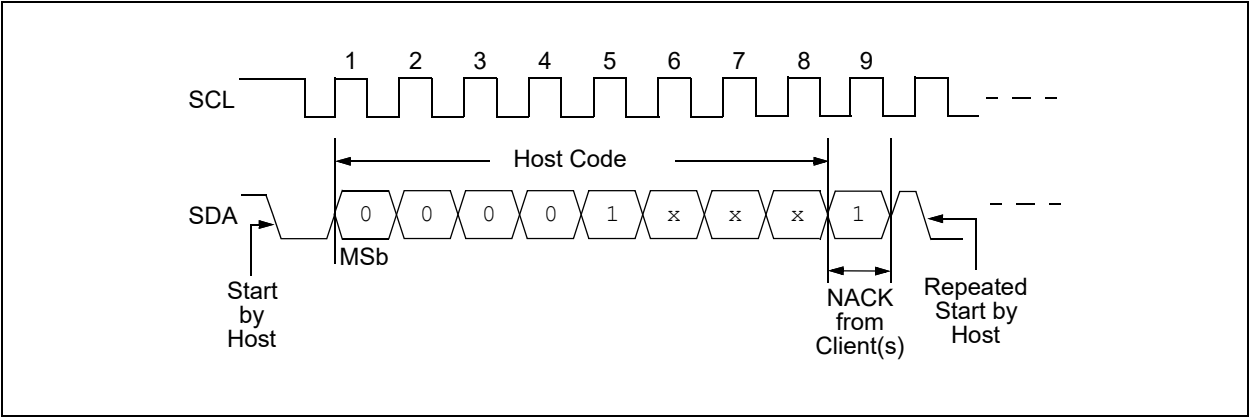 1 2 3 4 5 6 7 8 9
SCL
Host Code
SDA
0 0 0 0 1 x x x 1
MSb
Start
by
Host
NACK
from
Client(s)
Repeated
Start by
Host